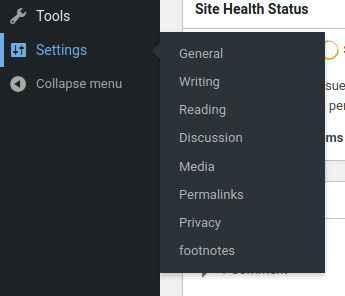 Tools
Site Health Status
Settings
General
Collapse menu
Writing
Reading
Discussion
Media
Permalinks
Privacy
footnotes